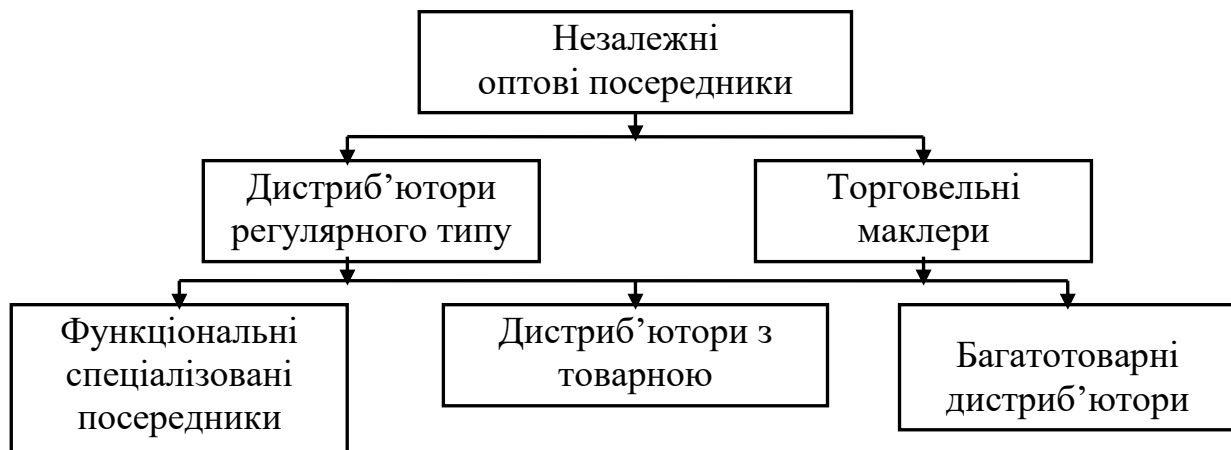 Незалежні
оптові посередники
Дистриб’ютори
регулярного типу
Торговельні
маклери
Функціональні
спеціалізовані
посередники
Дистриб’ютори з
товарною
Багатотоварні
дистриб’ютори